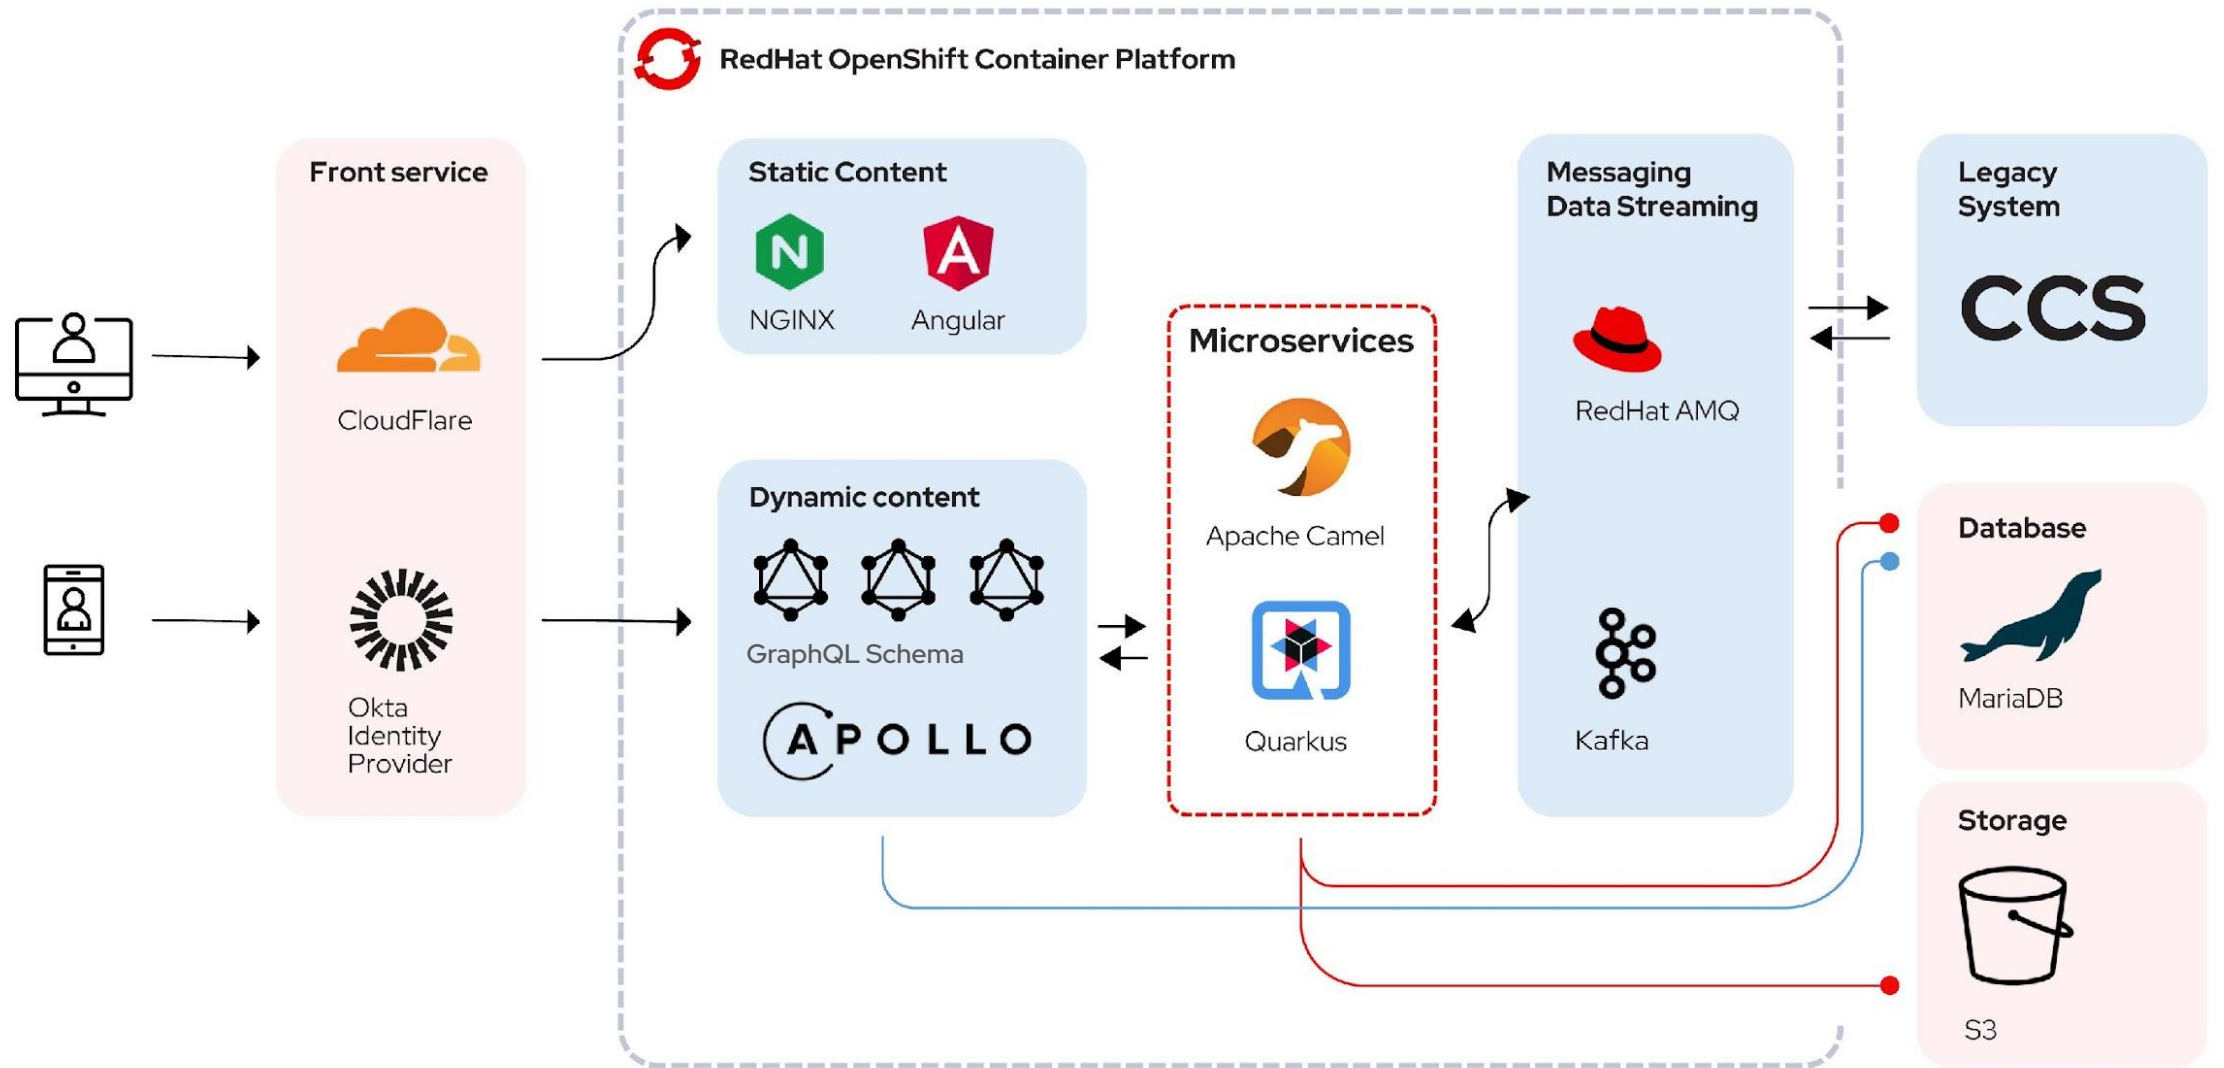 RedHat OpenShift Container Platform
Front service
CloudFlare
Okta
Identity
Provider
Static Content
NGINX
Angular
Dynamic content
GraphQL Schema
APOLLO
Microservices
Apache Camel
Quarkus
Messaging
Data Streaming
RedHat AMQ
Kafka
Legacy
System
CCS
Database
MariaDB
Storage
S3